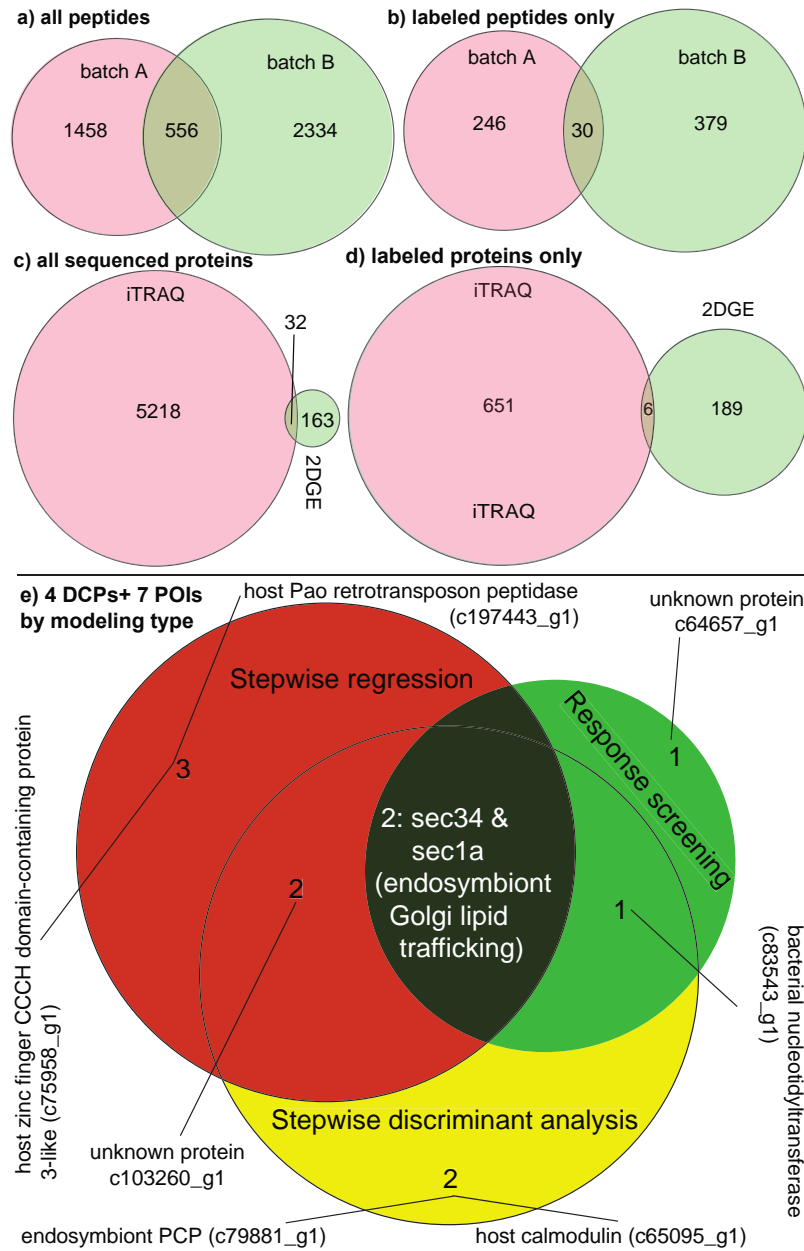 a) all peptides
b) labeled peptides only
batch A
batch B
batch A
batch B
1458
556
2334
246
30
379
c) all sequenced proteins
d) labeled proteins only
iTRAQ
32
5218
163
2DGE
iTRAQ
2DGE
651
6
189
iTRAQ
e) 4 DCPs+ 7 POIs
by modeling type
host Pao retrotransposon peptidase
(c197443_g1)
unknown protein
c64657_g1
Stepwise regression
Response screening
3
1
2: sec34 &
sec1a
(endosymbiont
Golgi lipid
trafficking)
2
1
host zinc finger CCCH domain-containing protein
3-like (c75958_g1)
bacterial nucleotidyltransferase
(c83543_g1)
Stepwise discriminant analysis
unknown protein
c103260_g1
2
endosymbiont PCP (c79881_g1)
host calmodulin (c65095_g1)